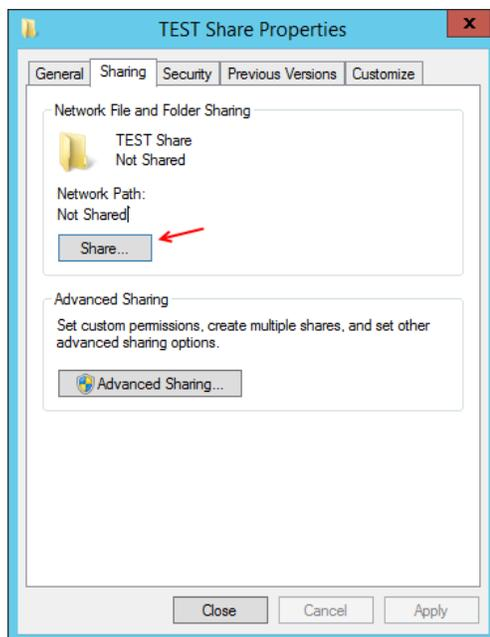 TEST Share Properties
x
General Sharing Security Previous Versions Customize
Network File and Folder Sharing
TEST Share
Not Shared
Network Path:
Not Shared
Share...
Advanced Sharing
Set custom permissions, create multiple shares, and set other
advanced sharing options.
Advanced Sharing...
Close Cancel Apply